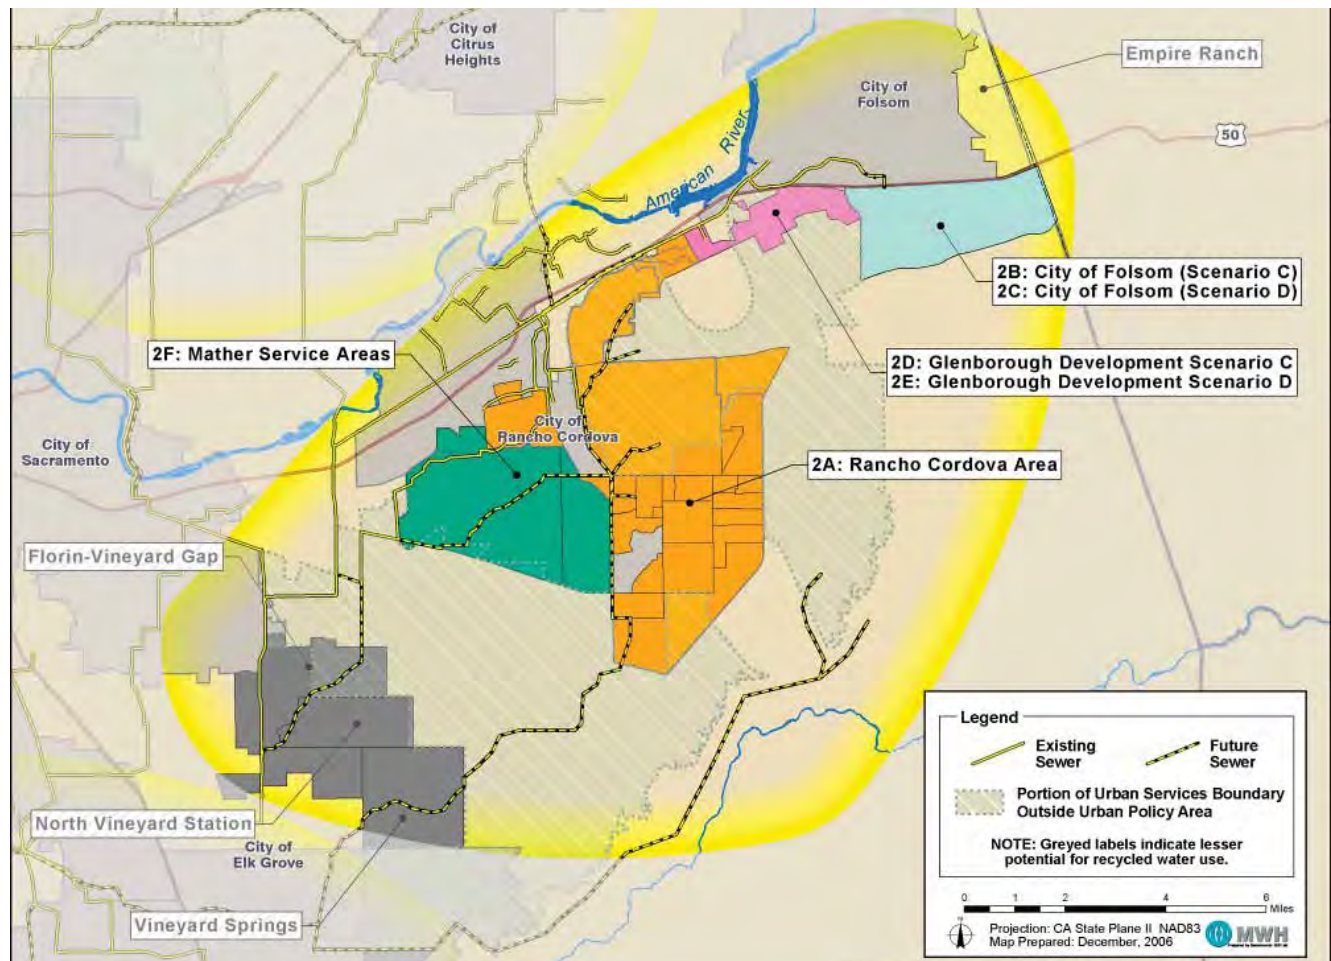 City of
Citrus
Heights
Empire Ranch
City of
Folsom
50
American River
2B: City of Folsom (Scenario C)
2C: City of Folsom (Scenario D)
2F: Mather Service Areas
2D: Glenborough Development Scenario C
2E: Glenborough Development Scenario D
City of
Rancho Cordova
City of
Sacramento
2A: Rancho Cordova Area
Florin-Vineyard Gap
North Vineyard Station
City of
Elk Grove
Vineyard Springs
Legend
Existing
Sewer
Future
Sewer
Portion of Urban Services Boundary
Outside Urban Policy Area
NOTE: Greyed labels indicate lesser
potential for recycled water use.
0 1 2 4 6
Miles
Projection: CA State Plane II NAD83
Map Prepared: December, 2006
MWH